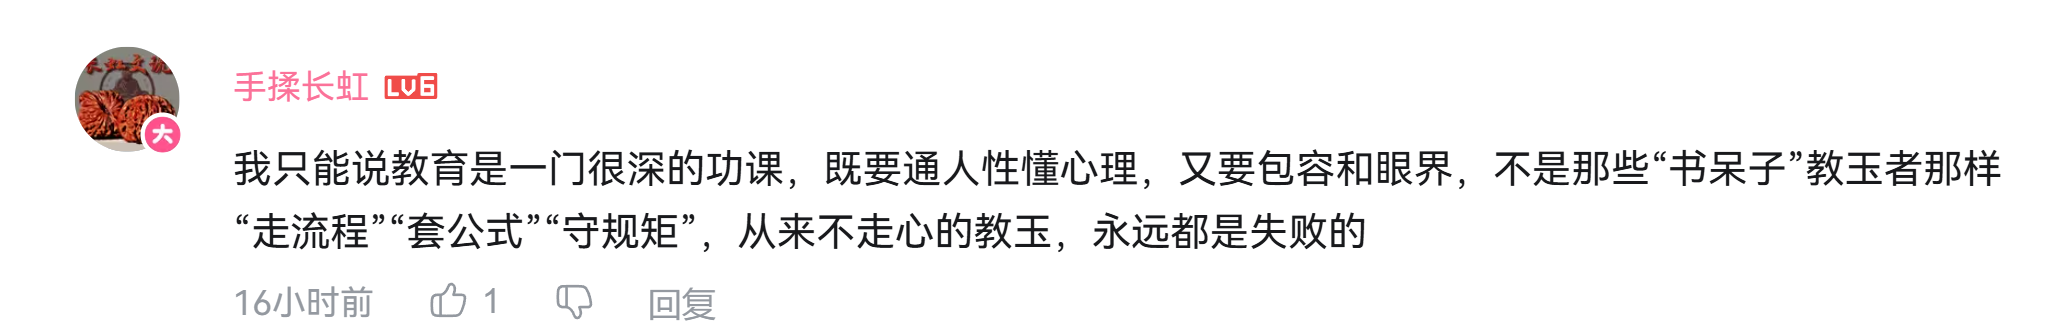 手揉长虹 LV6
大
我只能说教育是一门很深的功课，既要通人性懂心理，又要包容和眼界，不是那些“书呆子”教玉者那样
“走流程”“套公式”“守规矩”，从来不走心的教玉，永远都是失败的
16小时前 1 回复